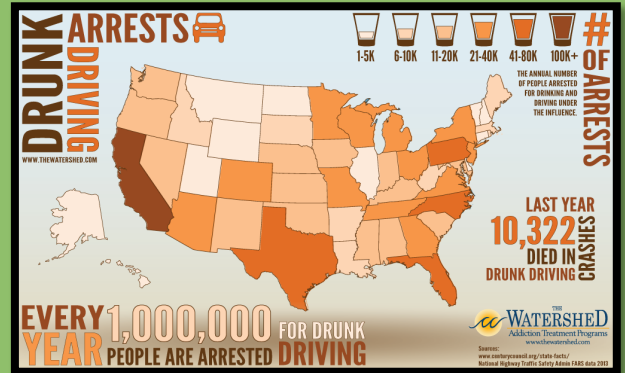 DRUNK
DRIVING
ARRESTS
WWW.THEWATERSHED.COM
1-5K 6-10K 11-20K 21-40K 41-80K 100K+
# OF ARRESTS
THE ANNUAL NUMBER
OF PEOPLE ARRESTED
FOR DRINKING AND
DRIVING UNDER
THE INFLUENCE.
LAST YEAR
10,322
DIED IN
DRUNK DRIVING
CRASHES
EVERY
YEAR
1,000,000
PEOPLE ARE ARRESTED
FOR DRUNK
DRIVING
THE
WATERSHED
Addiction Treatment Programs
www.thewatershed.com
Sources:
www.centurycouncil.org/state-facts/
National Highway Traffic Safety Admin FARS data 2013